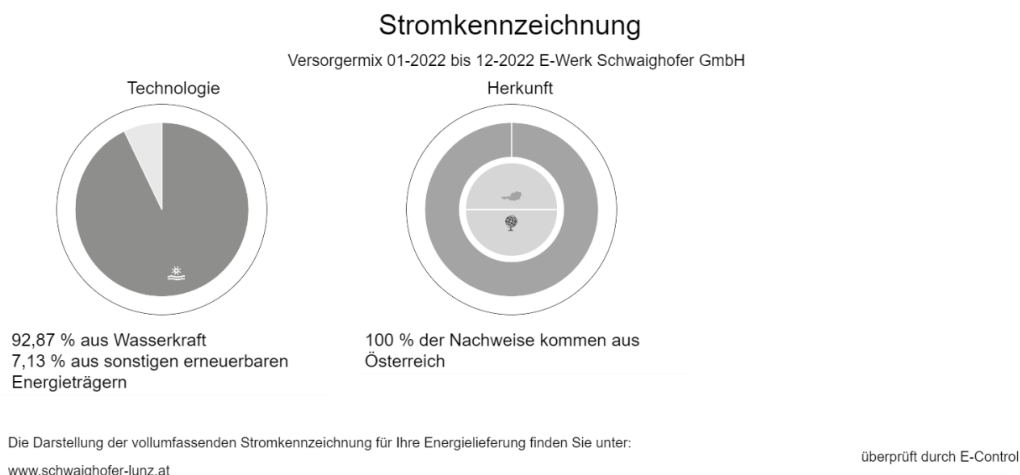 Stromkennzeichnung
Versorgermix 01-2022 bis 12-2022 E-Werk Schwaighofer GmbH
Technologie
92,87 % aus Wasserkraft
7,13 % aus sonstigen erneuerbaren
Energieträgern
Herkunft
100 % der Nachweise kommen aus
Österreich
Die Darstellung der vollumfassenden Stromkennzeichnung für Ihre Energielieferung finden Sie unter:
www.schwaighofer-lunz.at
überprüft durch E-Control